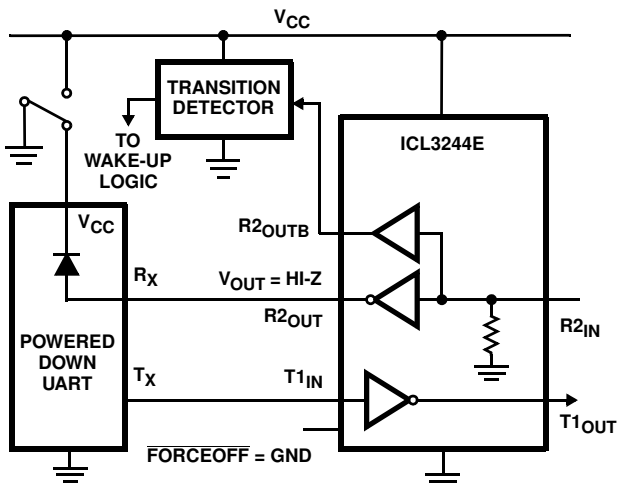 VCC
TRANSITION
DETECTOR
TO
WAKE-UP
LOGIC
ICL3244E
VCC
R2OUTB
RX
VOUT = HI-Z
R2OUT
R2IN
POWERED
DOWN
UART
TX
T1IN
T1OUT
FORCEOFF = GND